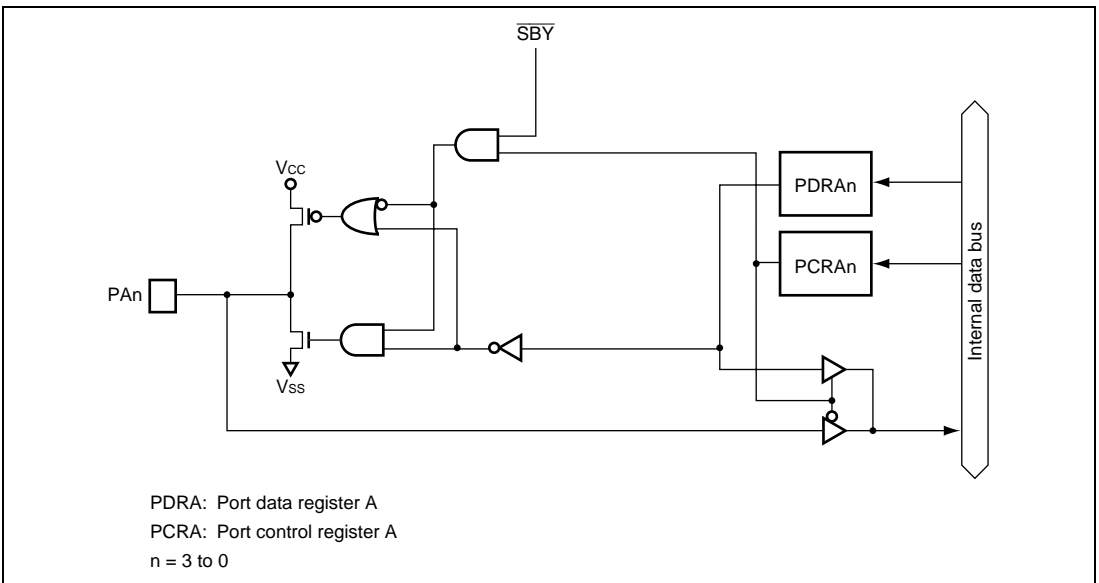 SBY
VCC
PDRAn
PCRAn
Internal data bus
PAn
VSS
PDRA: Port data register A
PCRA: Port control register A
n = 3 to 0